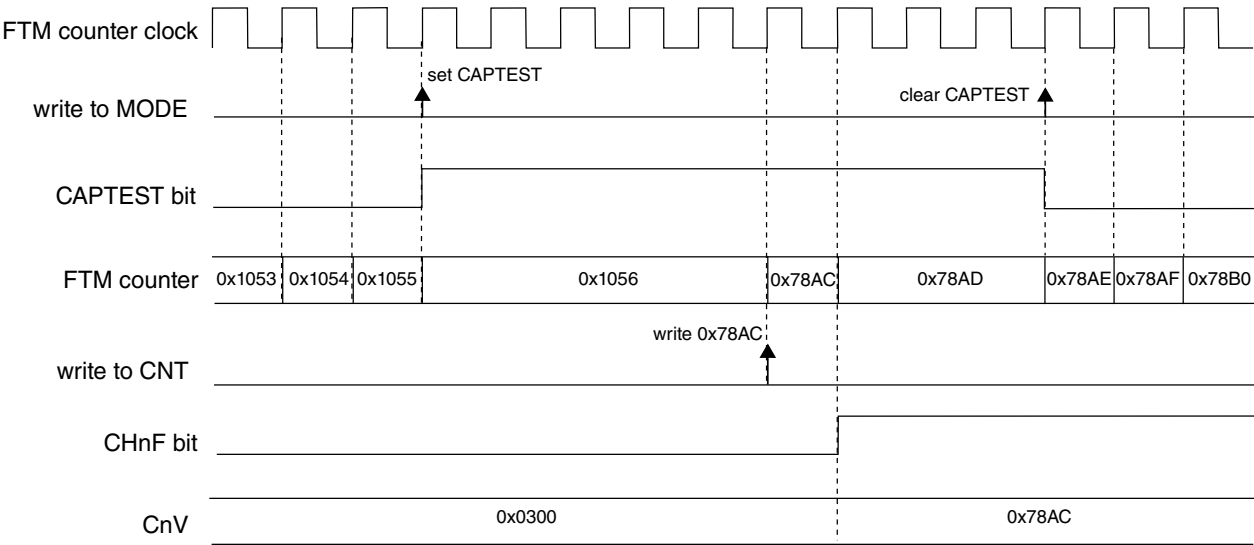 FTM counter clock
set CAPTEST
write to MODE
clear CAPTEST
CAPTEST bit
FTM counter 0x1053 0x1054 0x1055 0x1056 0x78AC 0x78AD 0x78AE 0x78AF 0x78B0
write 0x78AC
write to CNT
CHnF bit
CnV 0x0300 0x78AC